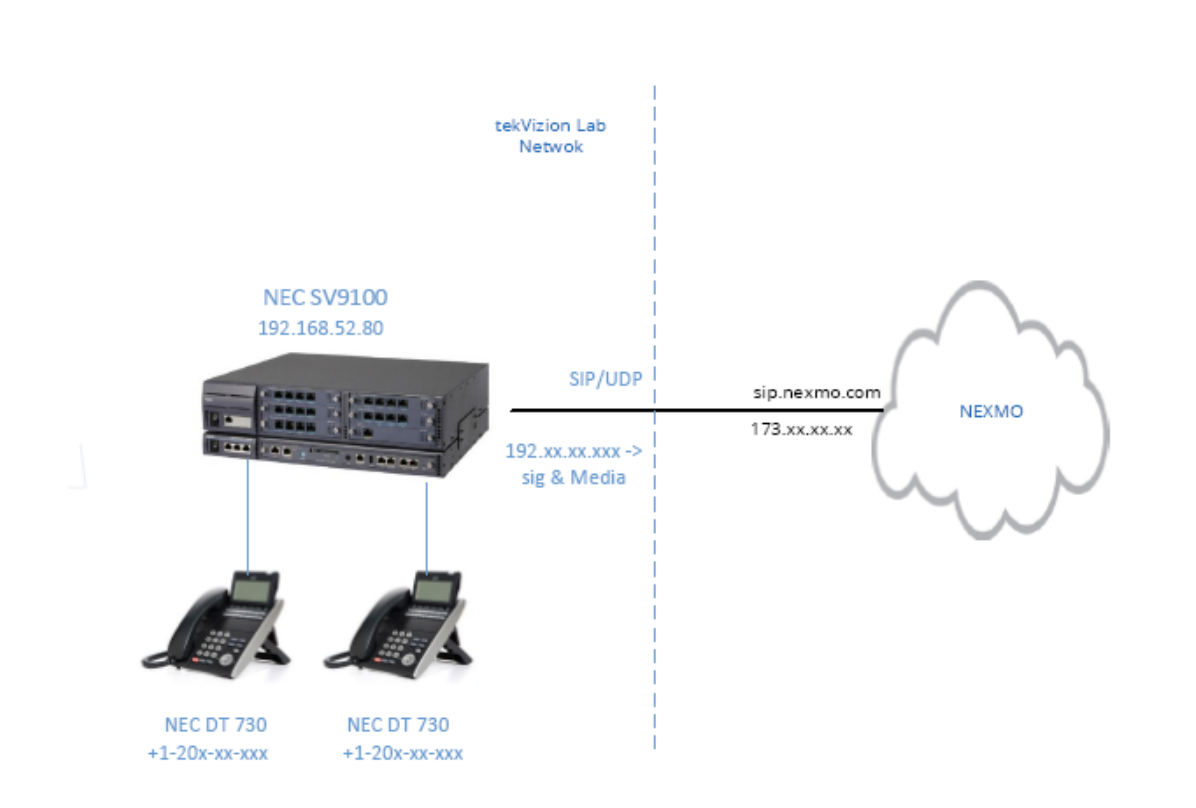 tekVizion Lab
Netwok
NEC SV9100
192.168.52.80
SIP/UDP
sip.nexmo.com
NEXMO
173.xx.xx.xx
192.xx.xx.xxx ->
sig & Media
NEC DT 730
+1-20x-xx-xxx
NEC DT 730
+1-20x-xx-xxx